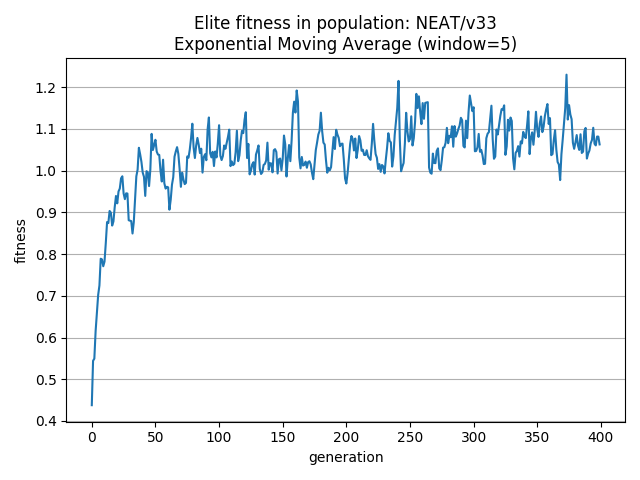 Elite fitness in population: NEAT/v33
Exponential Moving Average (window=5)
1.2
1.1
1.0
0.9
0.8
0.7
0.6
0.5
0.4
fitness
0 50 100 150 200 250 300 350 400
generation